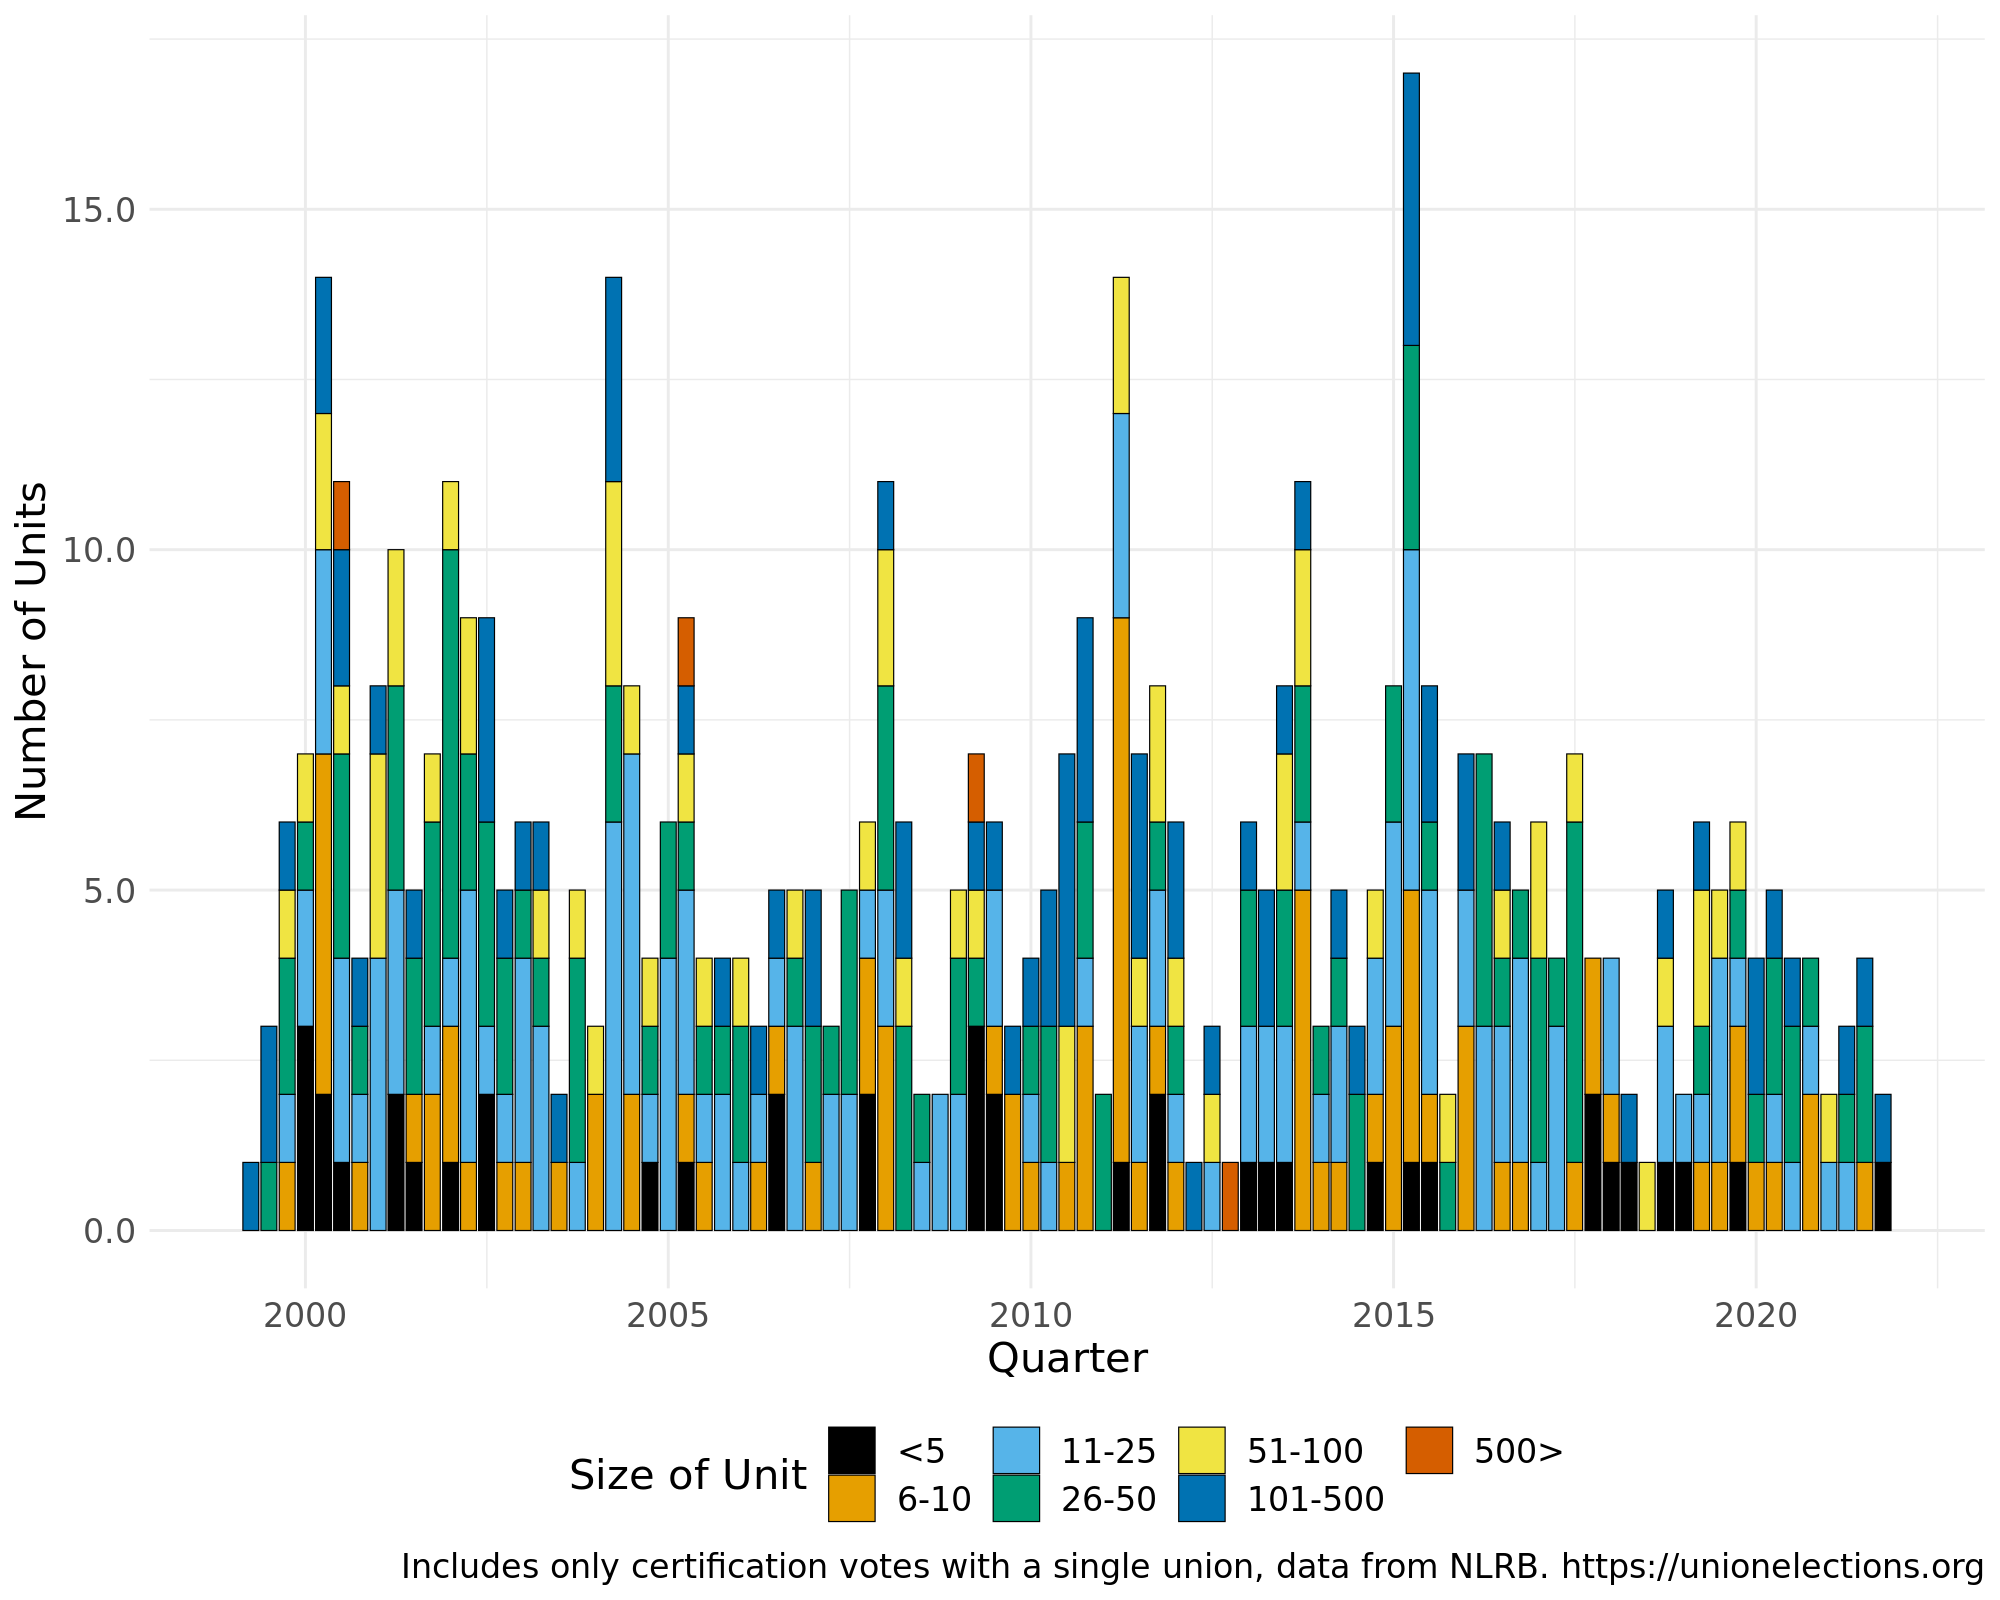 15.0
10.0
5.0
0.0
Number of Units
2000 2005 2010 2015 2020
Quarter
Size of Unit
<5 11-25 51-100 500>
6-10 26-50 101-500
Includes only certification votes with a single union, data from NLRB. https://unionelections.org